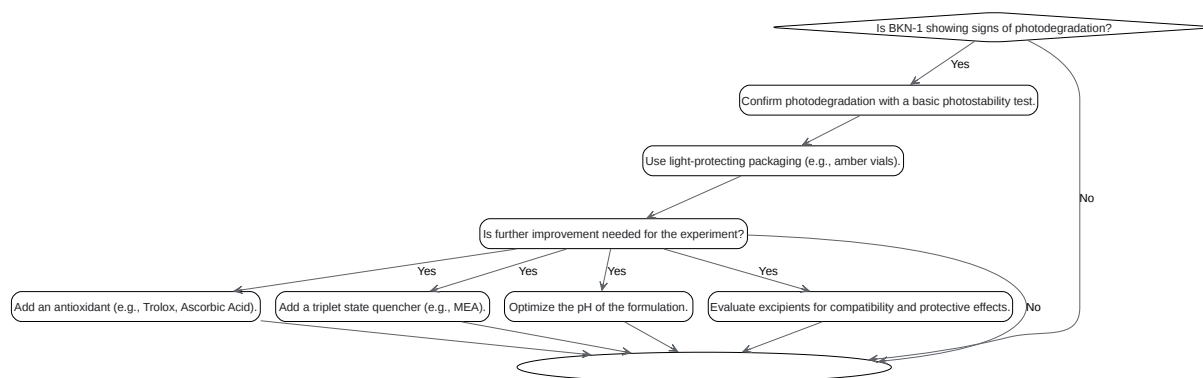 Is BKN-1 showing signs of photodegradation?
Yes
Confirm photodegradation with a basic photostability test.
Use light-protecting packaging (e.g., amber vials).
No
Is further improvement needed for the experiment?
Yes
Yes
Yes
Yes
Add an antioxidant (e.g., Trolox, Ascorbic Acid).
Add a triplet state quencher (e.g., MEA).
Optimize the pH of the formulation.
Evaluate excipients for compatibility and protective effects.
No